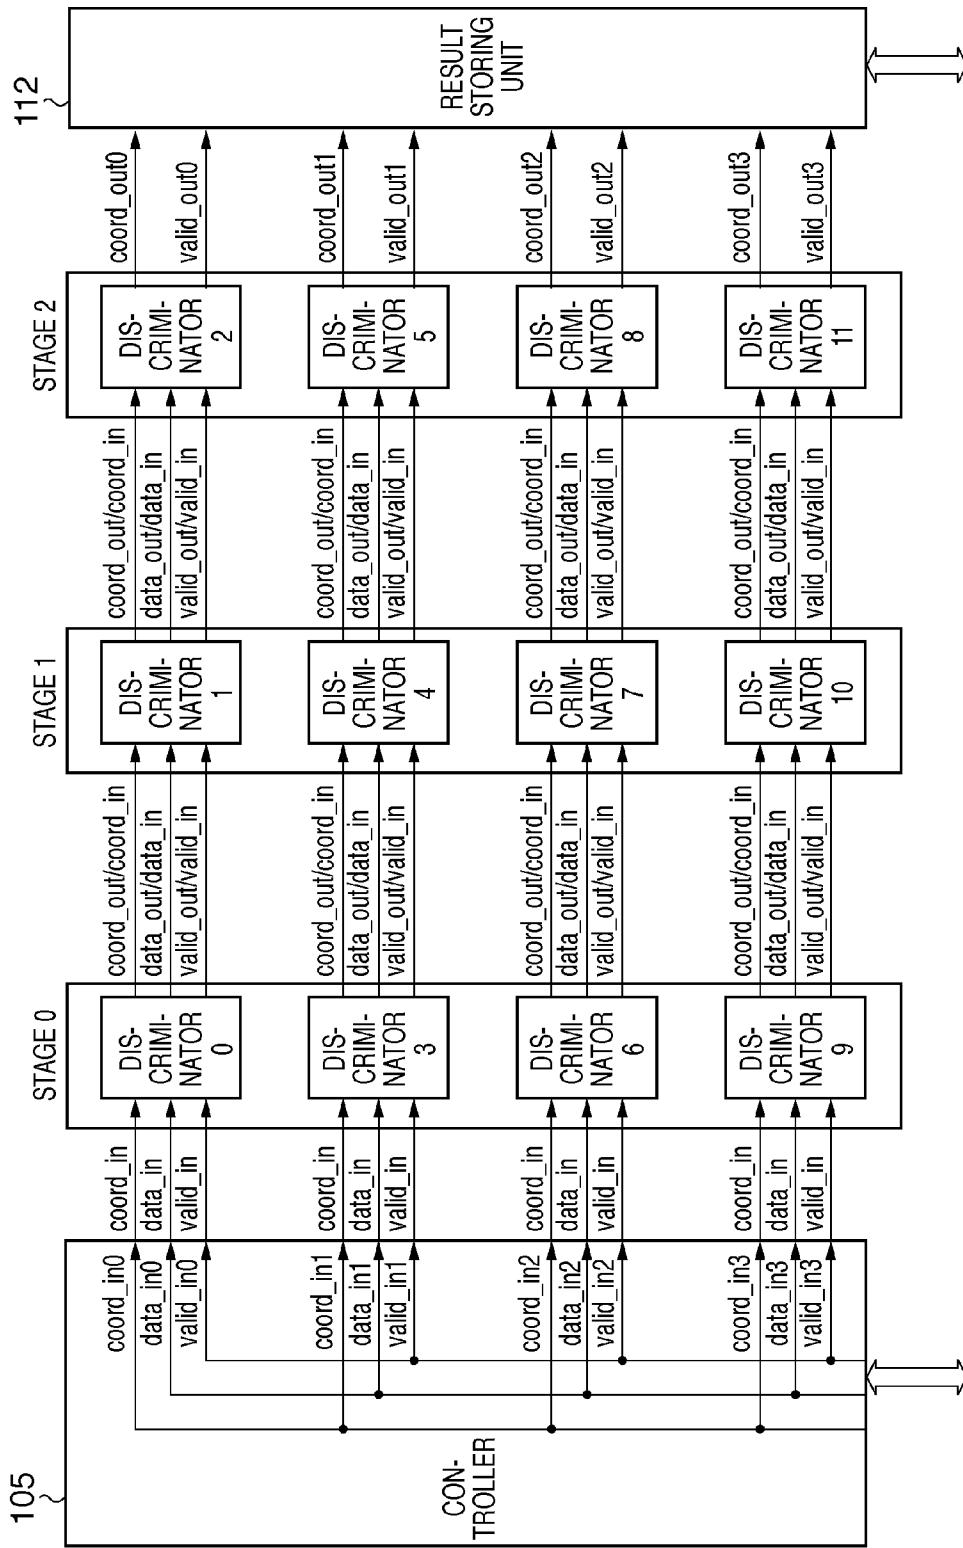 105
CON-
TROLLER
coord_in0
data_in0
valid_in0
coord_in1
data_in1
valid_in1
coord_in2
data_in2
valid_in2
coord_in3
data_in3
valid_in3
coord_in
data_in
valid_in
coord_in
data_in
valid_in
coord_in
data_in
valid_in
coord_in
data_in
valid_in
STAGE 0
DIS-
CRIMI-
NATOR
0
DIS-
CRIMI-
NATOR
3
DIS-
CRIMI-
NATOR
6
DIS-
CRIMI-
NATOR
9
coord_out/coord_in
data_out/data_in
valid_out/valid_in
coord_out/coord_in
data_out/data_in
valid_out/valid_in
coord_out/coord_in
data_out/data_in
valid_out/valid_in
coord_out/coord_in
data_out/data_in
valid_out/valid_in
STAGE 1
DIS-
CRIMI-
NATOR
1
DIS-
CRIMI-
NATOR
4
DIS-
CRIMI-
NATOR
7
DIS-
CRIMI-
NATOR
10
coord_out/coord_in
data_out/data_in
valid_out/valid_in
coord_out/coord_in
data_out/data_in
valid_out/valid_in
coord_out/coord_in
data_out/data_in
valid_out/valid_in
coord_out/coord_in
data_out/data_in
valid_out/valid_in
STAGE 2
DIS-
CRIMI-
NATOR
2
DIS-
CRIMI-
NATOR
5
DIS-
CRIMI-
NATOR
8
DIS-
CRIMI-
NATOR
11
coord_out0
valid_out0
coord_out1
valid_out1
coord_out2
valid_out2
coord_out3
valid_out3
112
RESULT
STORING
UNIT